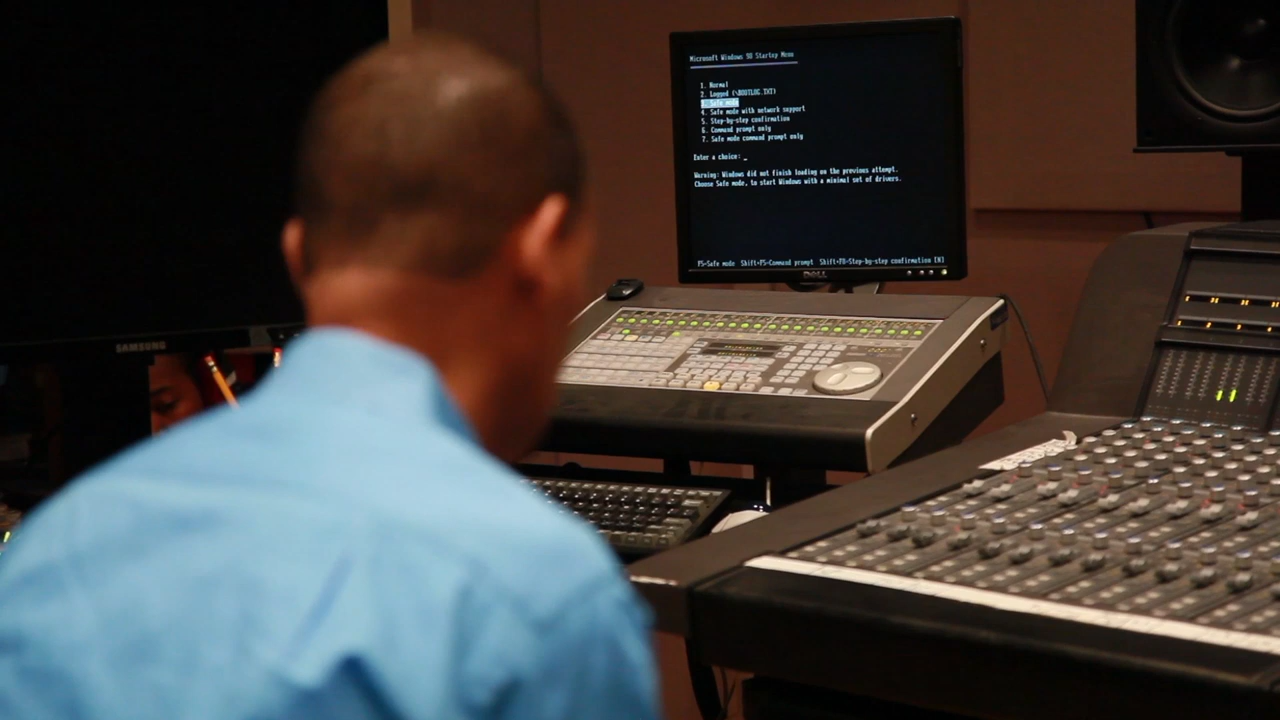 Microsoft Windows 98 Startup Menu
1. Normal
2. Logged (\BOOTLOG.TXT)
3. Safe mode
4. Safe mode with network support
5. Step-by-step confirmation
6. Command prompt only
7. Safe mode command prompt only
Enter a choice: _
Warning: Windows did not finish loading on the previous attempt.
Choose Safe mode, to start Windows with a minimal set of drivers.
F5=Safe mode Shift+F5=Command prompt Shift+F8=Step-by-step confirmation [N]
DELL
SAMSUNG